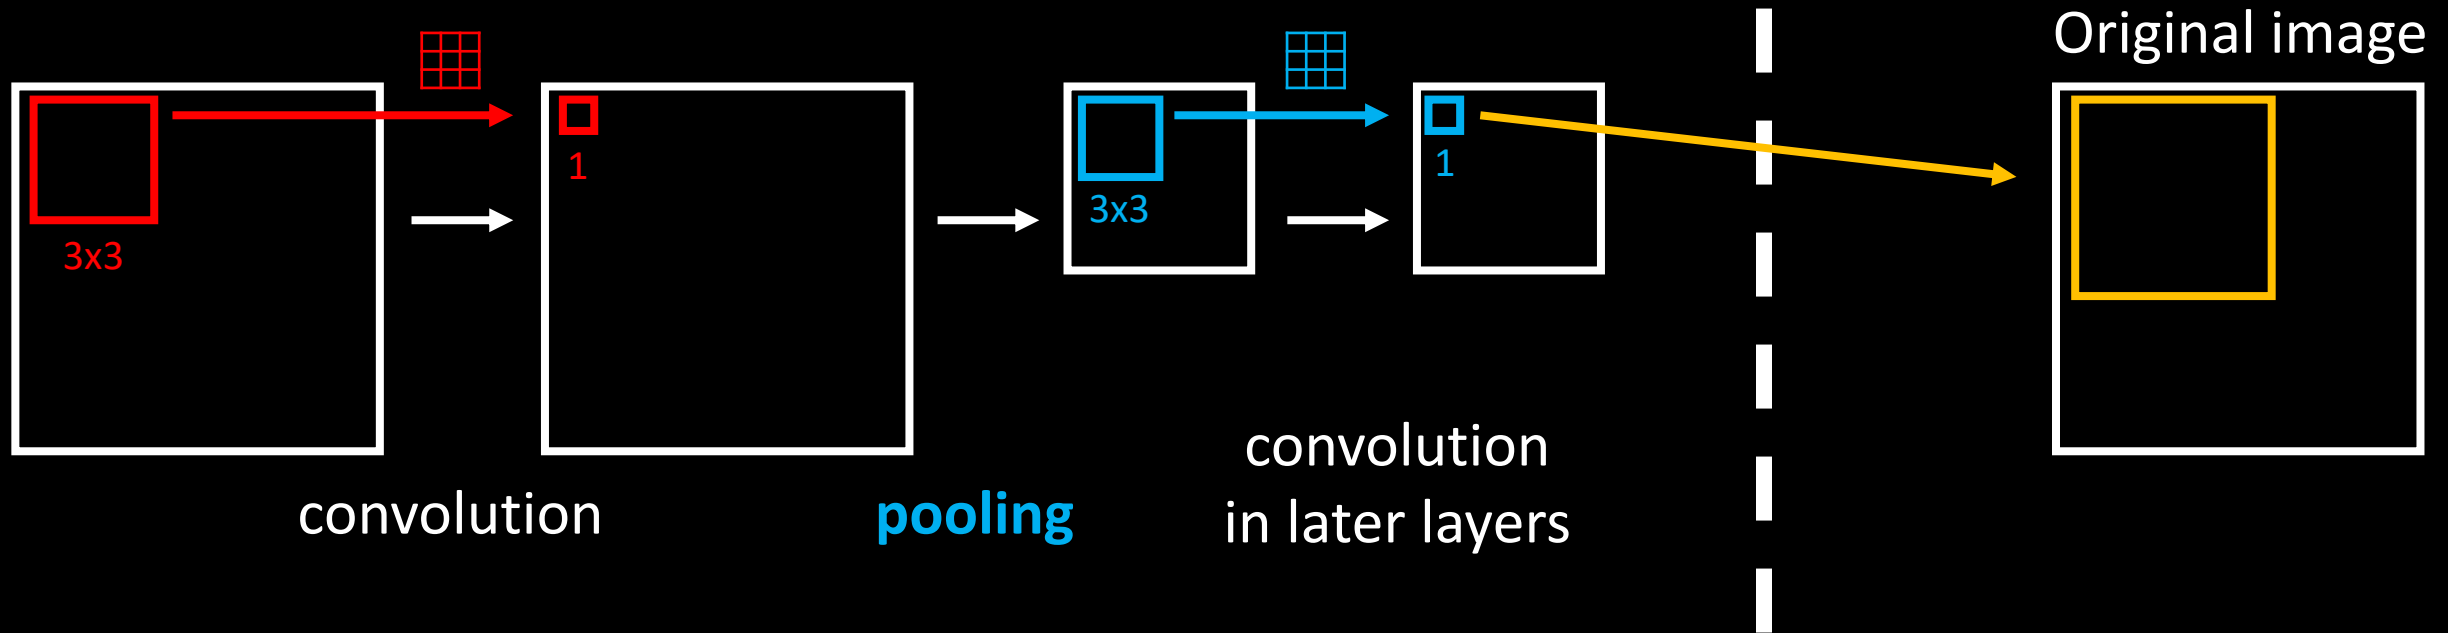 Original image
1
3x3
1
3x3
convolution
pooling
convolution
in later layers